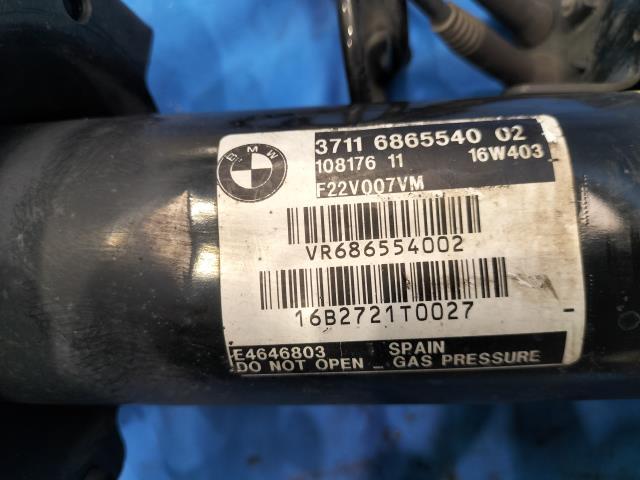 BMW
3711 6865540 02
108176 11 16W403
F22V007VM
VR686554002
16B2721T0027
E4646803 SPAIN
DO NOT OPEN - GAS PRESSURE